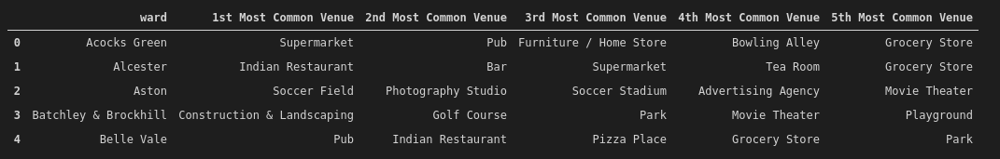 ward 1st Most Common Venue 2nd Most Common Venue 3rd Most Common Venue 4th Most Common Venue 5th Most Common Venue
0 Acocks Green Supermarket Pub Furniture / Home Store Bowling Alley Grocery Store
1 Alcester Indian Restaurant Bar Supermarket Tea Room Grocery Store
2 Aston Soccer Field Photography Studio Soccer Stadium Advertising Agency Movie Theater
3 Batchley & Brockhill Construction & Landscaping Golf Course Park Movie Theater Playground
4 Belle Vale Pub Indian Restaurant Pizza Place Grocery Store Park